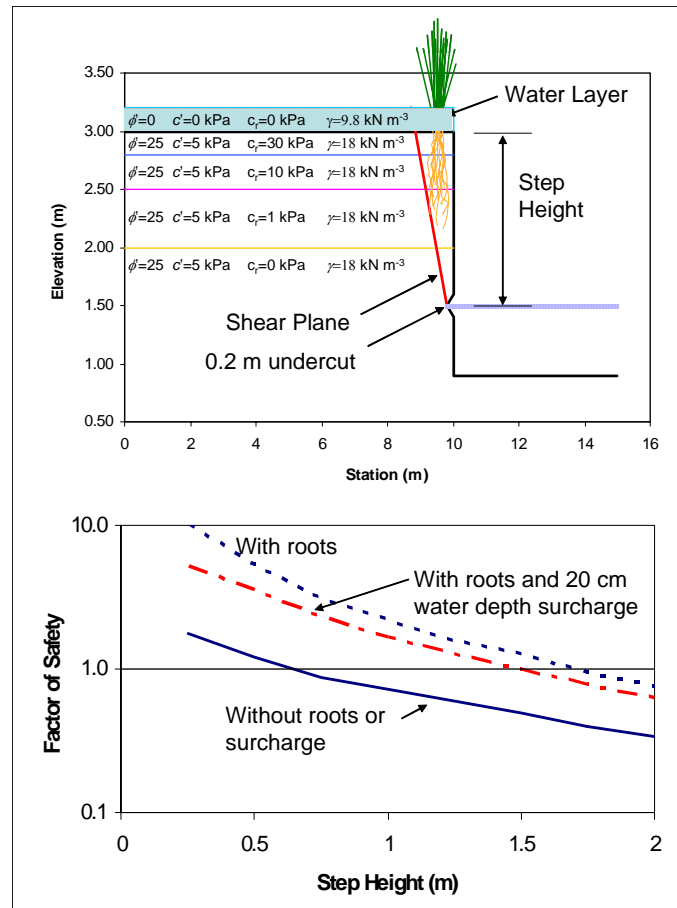 3.50
3.00
2.50
2.00
1.50
1.00
0.50
Elevation (m)
Water Layer
ϕ'=0 c'=0 kPa cr=0 kPa γ=9.8 kN m-3
ϕ'=25 c'=5 kPa cr=30 kPa γ=18 kN m-3
ϕ'=25 c'=5 kPa cr=10 kPa γ=18 kN m-3
ϕ'=25 c'=5 kPa cr=1 kPa γ=18 kN m-3
ϕ'=25 c'=5 kPa cr=0 kPa γ=18 kN m-3
Step
Height
Shear Plane
0.2 m undercut
0 2 4 6 8 10 12 14 16
Station (m)
10.0
1.0
0.1
Factor of Safety
With roots
With roots and 20 cm
water depth surcharge
Without roots or
surcharge
0 0.5 1 1.5 2
Step Height (m)